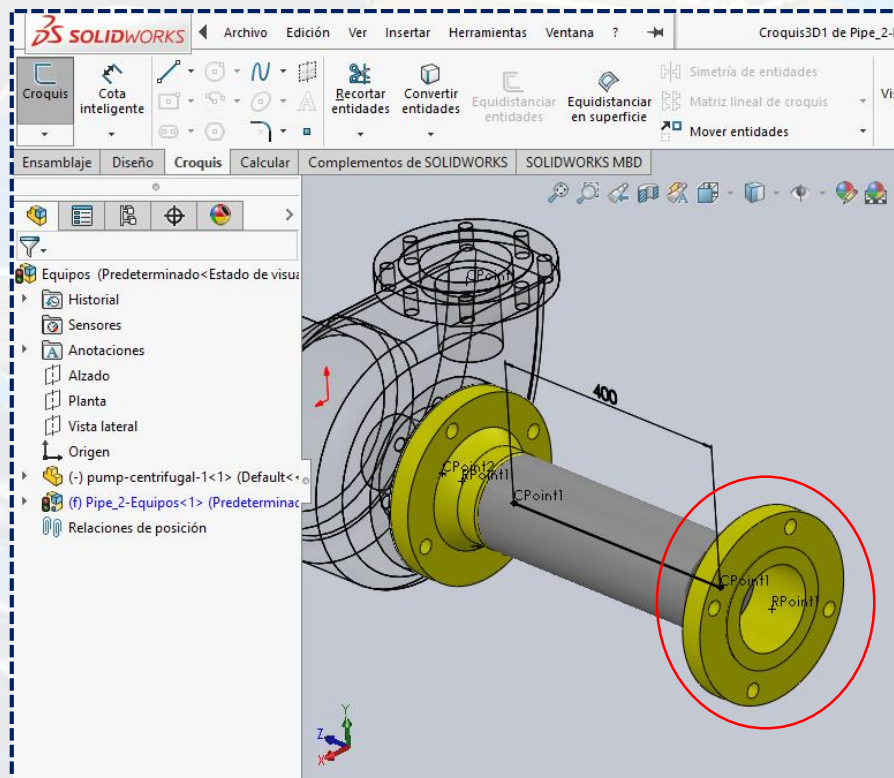 SOLIDWORKS
Archivo Edición Ver Insertar Herramientas Ventana ? Croquis3D1 de Pipe_2-
Croquis
Cota inteligente
Recortar entidades
Convertir entidades
Equidistanciar entidades
Equidistanciar en superficie
Simetría de entidades
Matriz lineal de croquis
Mover entidades
Ensamblaje Diseño Croquis Calcular Complementos de SOLIDWORKS SOLIDWORKS MBD
Equipos (Predeterminado<Estado de visua
Historial
Sensores
Anotaciones
Alzado
Planta
Vista lateral
Origen
(-) pump-centrifugal-1<1> (Default<
(f) Pipe_2-Equipos<1> (Predeterminac
Relaciones de posición
400
CPoint2
RPoint1
CPoint1
CPoint1
RPoint1
Y
Z
X